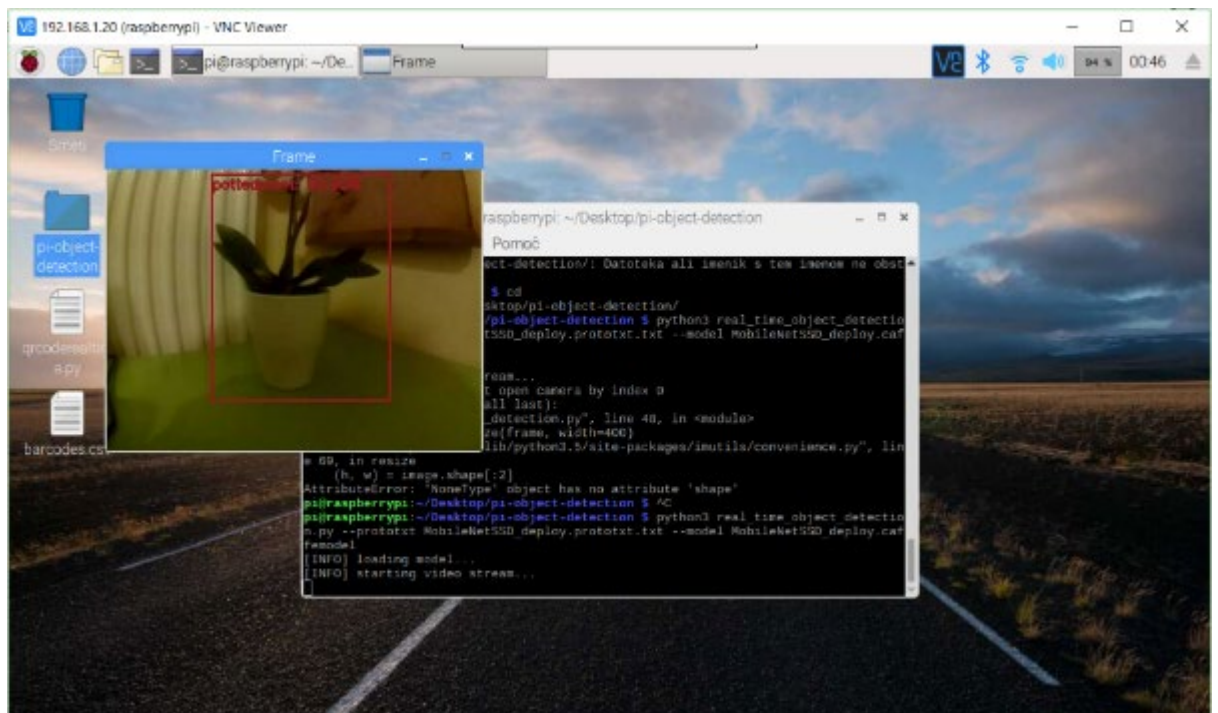 192.168.1.20 (raspberrypi) - VNC Viewer
pi@raspberrypi: ~/De...
Frame
00:46
Smeti
pi-object-
detection
a.py
barcodes.cs
Frame
raspberrypi: ~/Desktop/pi-object-detection
Pomoč
ect-detection/: Datoteka ali imenik s tem imenom ne obst
$ cd
sktop/pi-object-detection/
/pi-object-detection $ python3 real_time_object_detectio
etSSD_deploy.prototxt.txt --model MobileNetSSD_deploy.caf
ream...
t open camera by index 0
all last):
_detection.py", line 48, in <module>
ze(frame, width=400)
lib/python3.5/site-packages/imutils/convenience.py", lin
e 69, in resize
(h, w) = image.shape[:2]
AttributeError: 'NoneType' object has no attribute 'shape'
pi@raspberrypi:~/Desktop/pi-object-detection $ ^C
pi@raspberrypi:~/Desktop/pi-object-detection $ python3 real_time_object_detectio
n.py --prototxt MobileNetSSD_deploy.prototxt.txt --model MobileNetSSD_deploy.caf
femodel
[INFO] loading model...
[INFO] starting video stream...